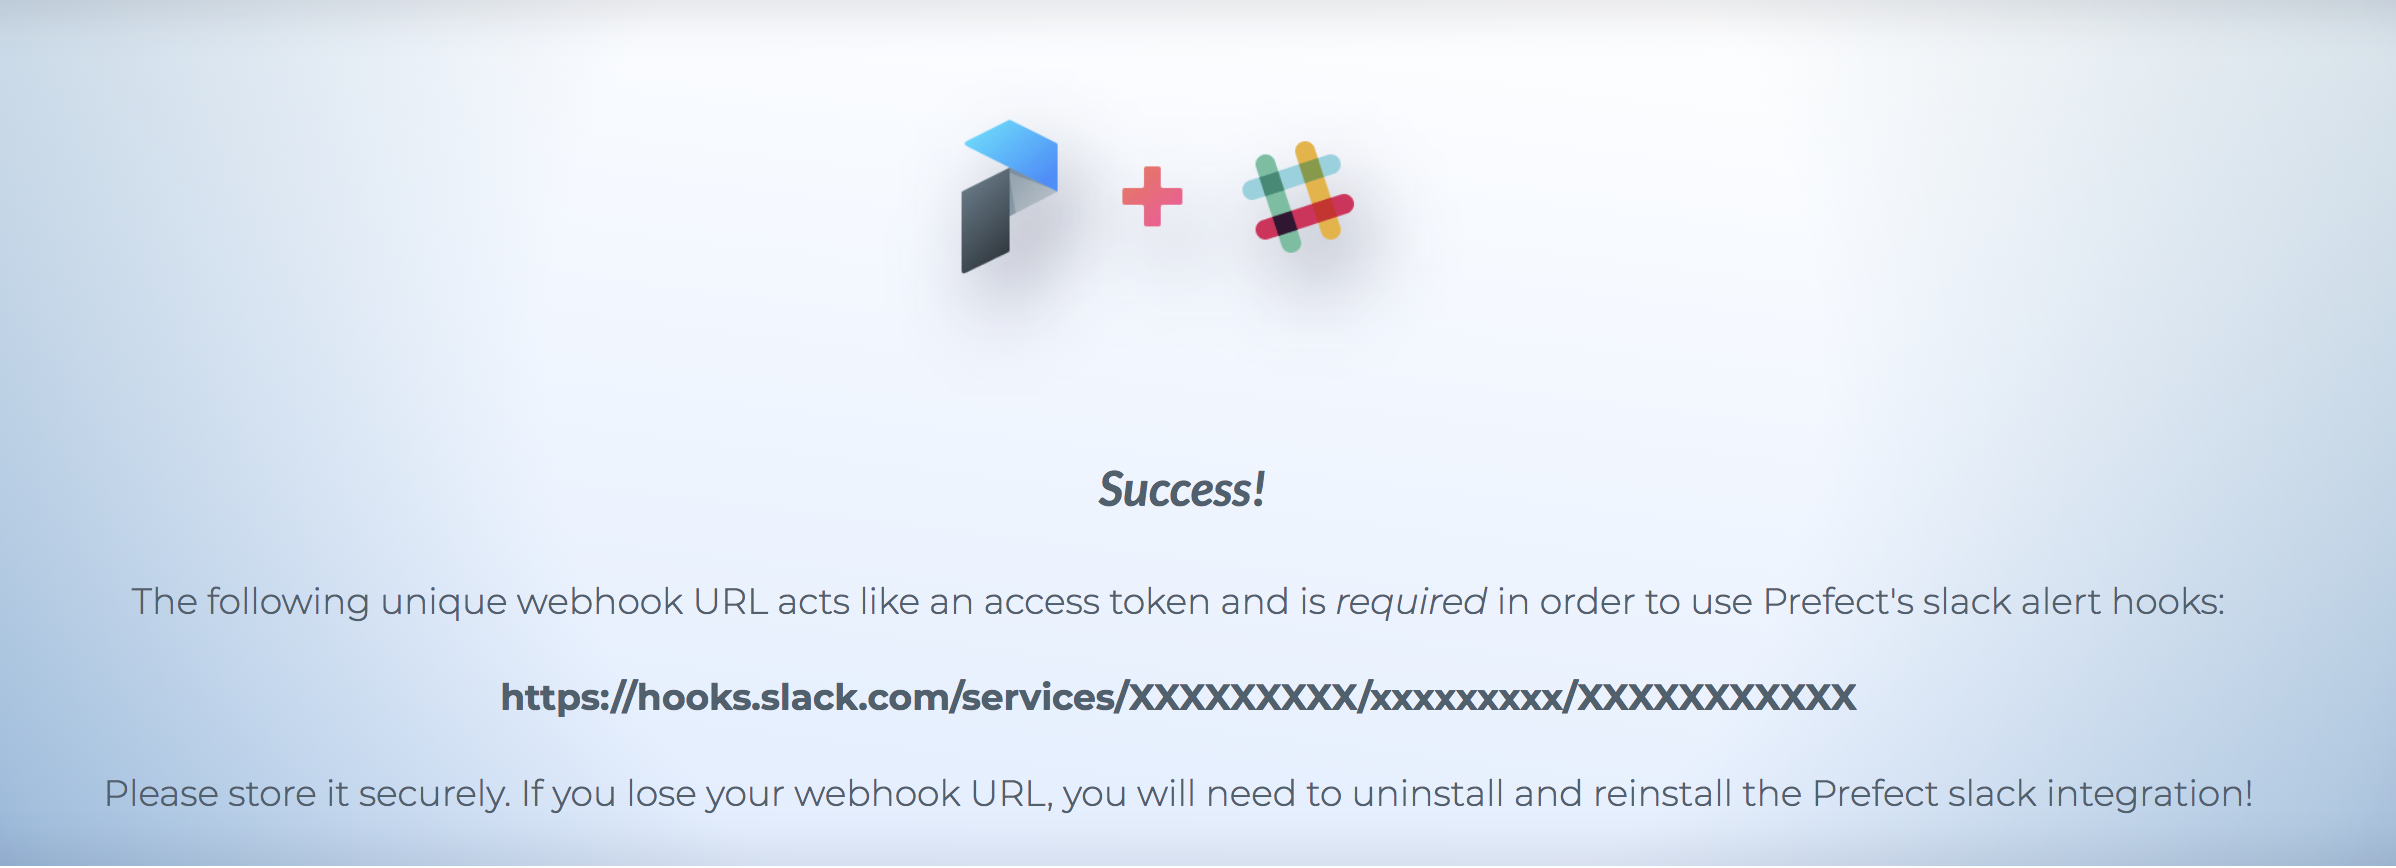 Success!
The following unique webhook URL acts like an access token and is required in order to use Prefect's slack alert hooks:
https://hooks.slack.com/services/XXXXXXXXX/xxxxxxxxx/XXXXXXXXXXX
Please store it securely. If you lose your webhook URL, you will need to uninstall and reinstall the Prefect slack integration!